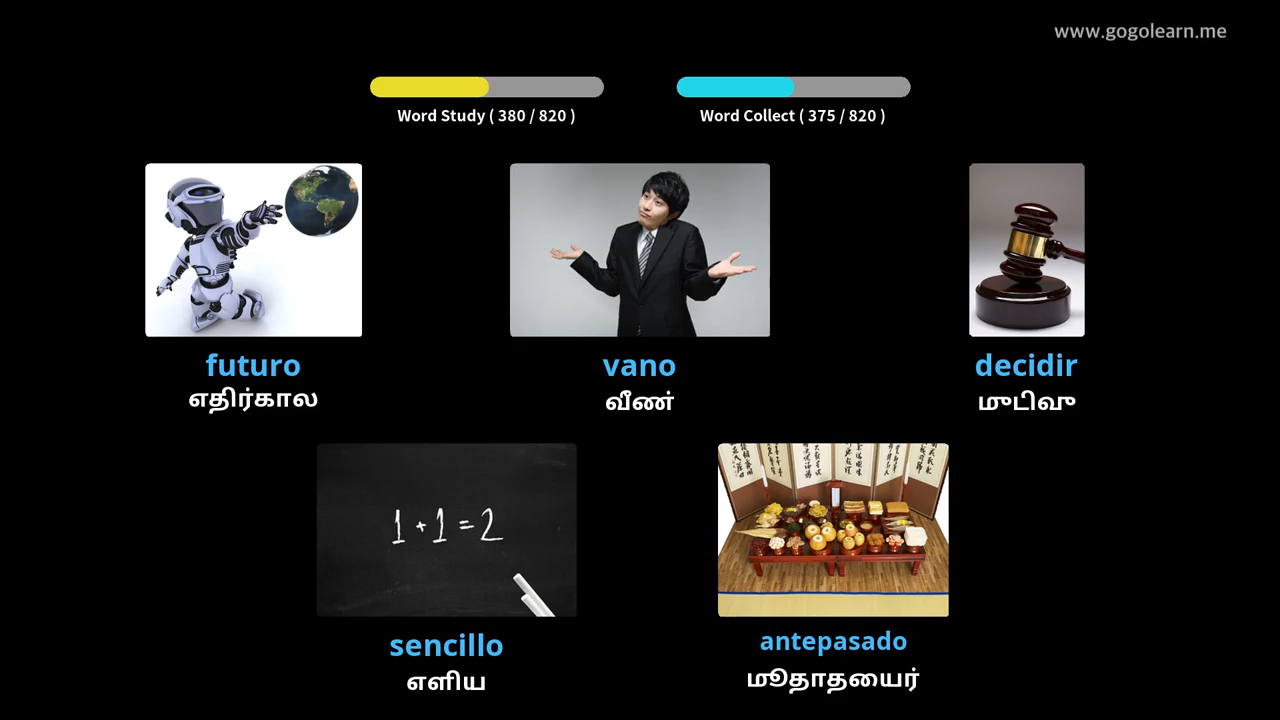 www.gogolearn.me
Word Study ( 380 / 820 )
Word Collect ( 375 / 820 )
futuro
எதிர்கால
vano
வீண்
decidir
முடிவு
1 + 1 = 2
sencillo
எளிய
antepasado
மூதாதயைர்